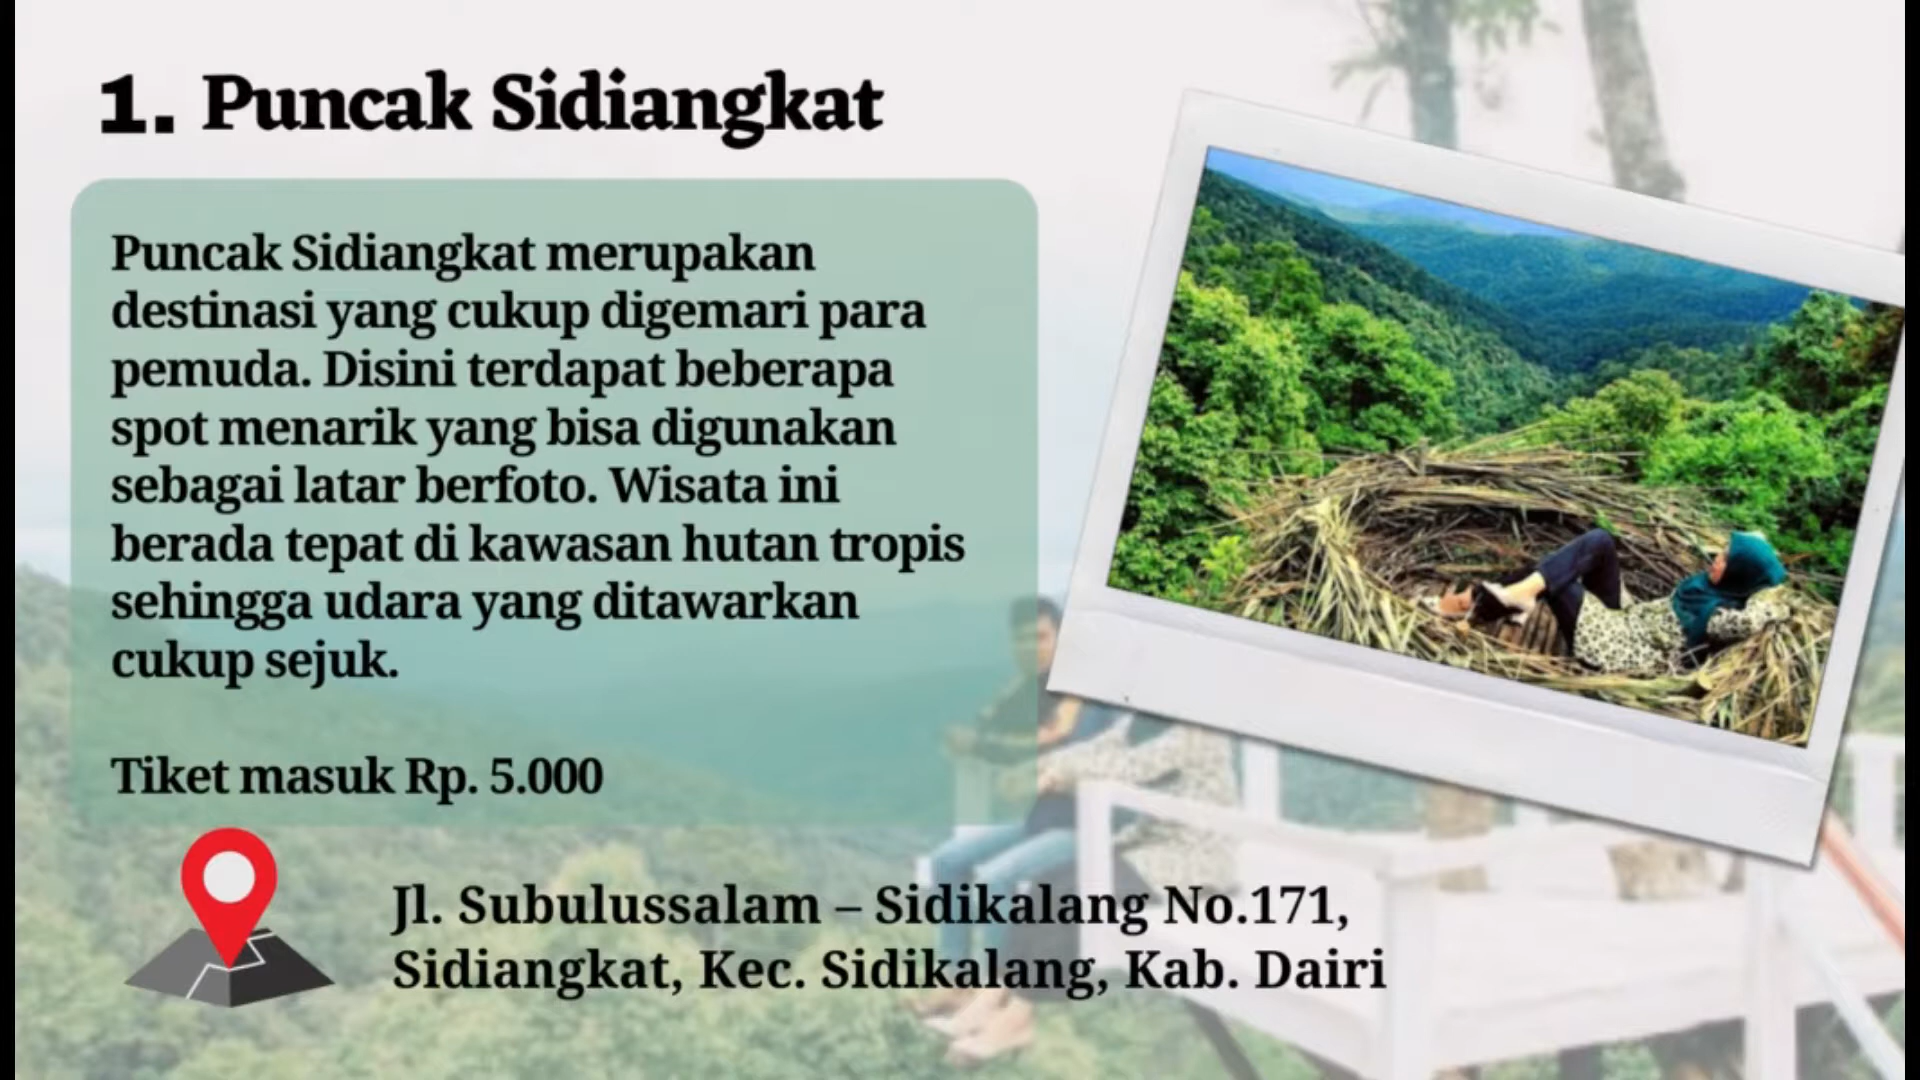 1. Puncak Sidiangkat
Puncak Sidiangkat merupakan
destinasi yang cukup digemari para
pemuda. Disini terdapat beberapa
spot menarik yang bisa digunakan
sebagai latar berfoto. Wisata ini
berada tepat di kawasan hutan tropis
sehingga udara yang ditawarkan
cukup sejuk.
Tiket masuk Rp. 5.000
Jl. Subulussalam – Sidikalang No.171,
Sidiangkat, Kec. Sidikalang, Kab. Dairi